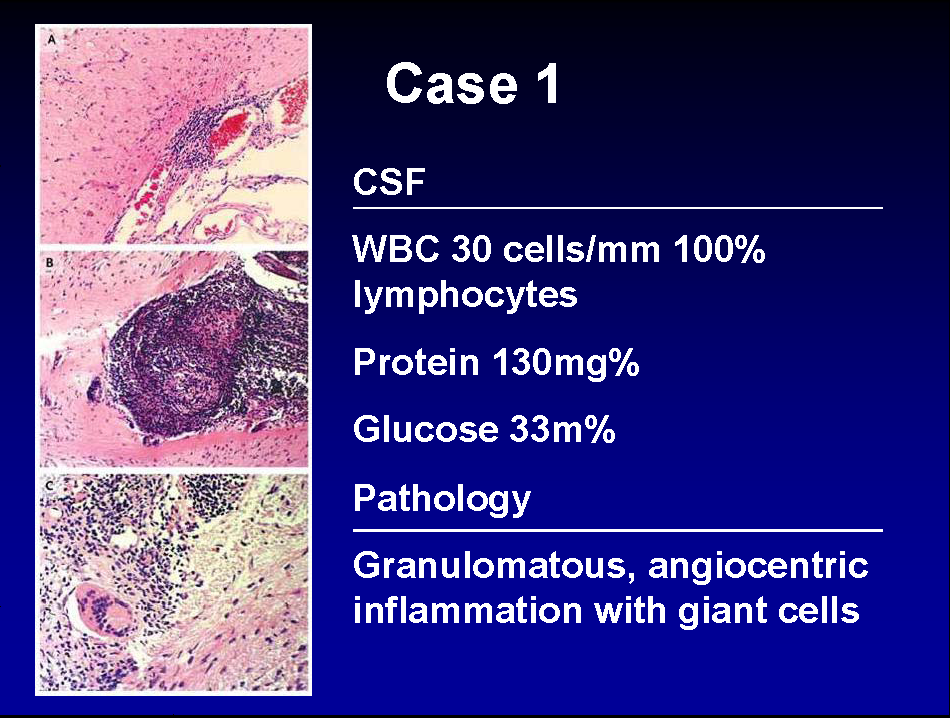 A
Case 1
CSF
WBC 30 cells/mm 100%
lymphocytes
B
Protein 130mg%
Glucose 33m%
C
Pathology
Granulomatous, angiocentric
inflammation with giant cells